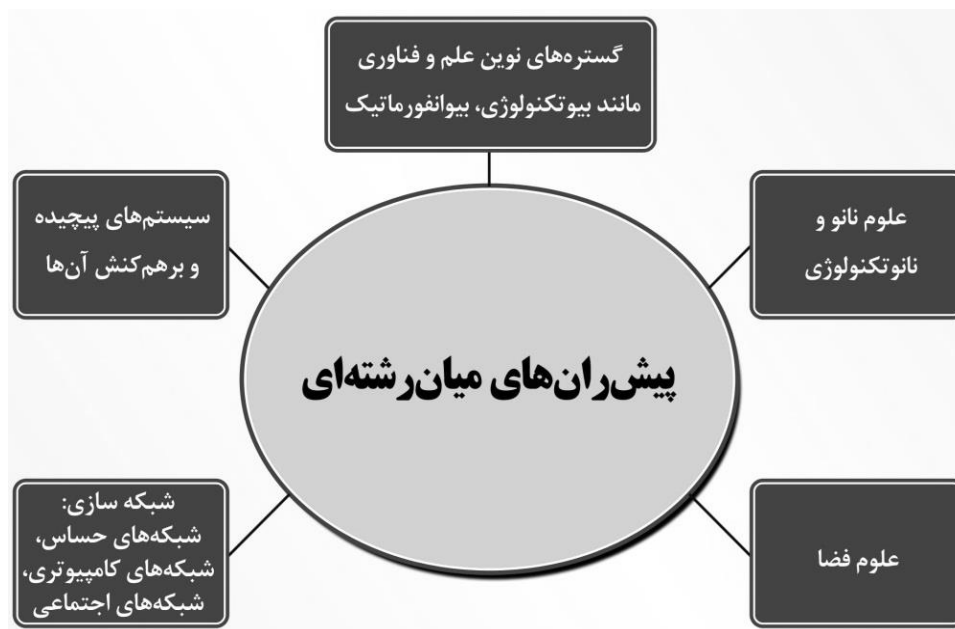 گستره‌های نوین علم و فناوری
مانند بیوتکنولوژی، بیوانفورماتیک
علوم نانو و
نانوتکنولوژی
سیستم‌های پیچیده
و برهم‌کنش آن‌ها
پیش‌ران‌های میان‌رشته‌ای
علوم فضا
شبکه سازی:
شبکه‌های حساس،
شبکه‌های کامپیوتری،
شبکه‌های اجتماعی